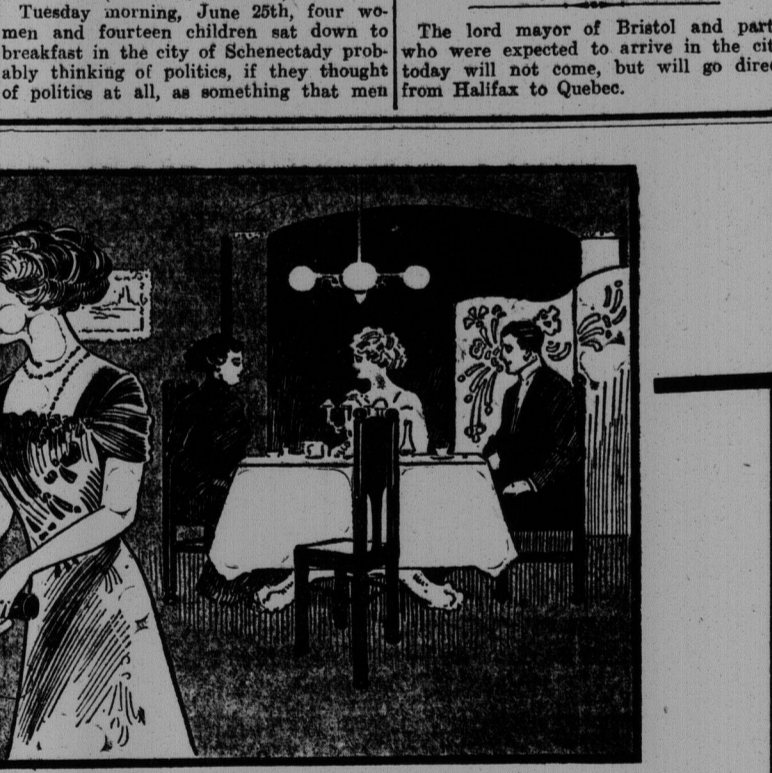 Tuesday morning, June 25th, four wo-
men and fourteen children sat down to
breakfast in the city of Schenectady prob-
ably thinking of politics, if they thought
of politics at all, as something that men
The lord mayor of Bristol and part
who were expected to arrive in the cit
today will not come, but will go dire
from Halifax to Quebec.